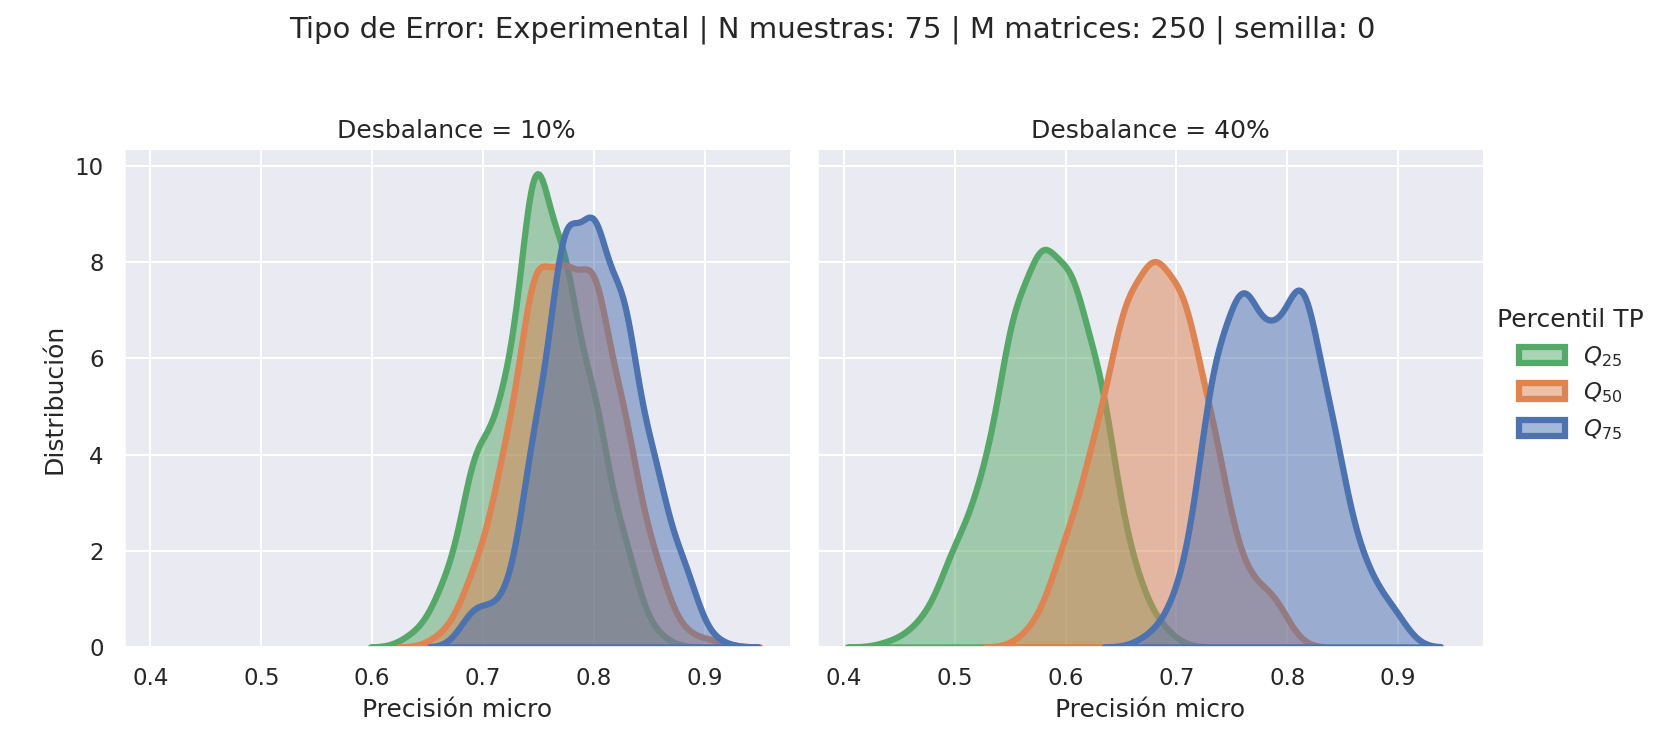 Tipo de Error: Experimental | N muestras: 75 | M matrices: 250 | semilla: 0
Desbalance = 10%
Desbalance = 40%
Distribución
10
8
6
4
2
0
0.4 0.5 0.6 0.7 0.8 0.9
0.4 0.5 0.6 0.7 0.8 0.9
Precisión micro
Precisión micro
Percentil TP
Q25
Q50
Q75